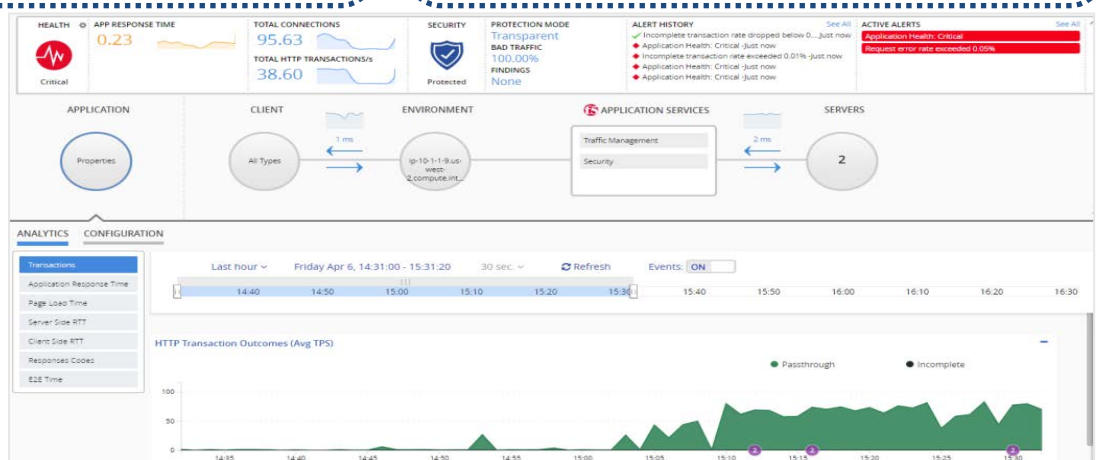 HEALTH
APP RESPONSE TIME
0.23
Critical
TOTAL CONNECTIONS
95.63
TOTAL HTTP TRANSACTIONS/s
38.60
SECURITY
Protected
PROTECTION MODE
Transparent
BAD TRAFFIC
100.00%
FINDINGS
None
ALERT HISTORY See All
Incomplete transaction rate dropped below 0.... Just now
Application Health: Critical -Just now
Incomplete transaction rate exceeded 0.01% -Just now
Application Health: Critical -Just now
Application Health: Critical -Just now
ACTIVE ALERTS See All
Application Health: Critical
Request error rate exceeded 0.05%
APPLICATION CLIENT ENVIRONMENT APPLICATION SERVICES SERVERS
Properties
All Types
1 ms
ip-10-1-1-9.us-
west-
2.compute.int...
Traffic Management
Security
2 ms
2
ANALYTICS CONFIGURATION
Transactions
Application Response Time
Page Load Time
Server Side RTT
Client Side RTT
Responses Codes
E2E Time
Last hour Friday Apr 6, 14:31:00 - 15:31:20 30 sec. Refresh Events: ON
14:40 14:50 15:00 15:10 15:20 15:30 15:40 15:50 16:00 16:10 16:20 16:30
HTTP Transaction Outcomes (Avg TPS)
Passthrough Incomplete
100
50
0
2 2 2
14:35 14:40 14:45 14:50 14:55 15:00 15:05 15:10 15:15 15:20 15:25 15:30